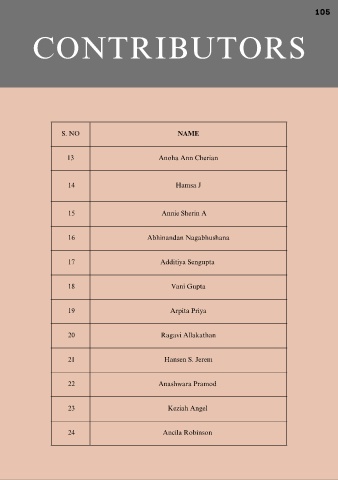 105
CONTRIBUTORS
S. NO NAME
13 Anoha Ann Cherian
14 Hamsa J
15 Annie Sherin A
16 Abhinandan Nagabhushana
17 Additiya Sengupta
18 Vani Gupta
19 Arpita Priya
20 Ragavi Allakathan
21 Hansen S. Jerem
22 Anashwara Pramod
23 Keziah Angel
24 Ancila Robinson